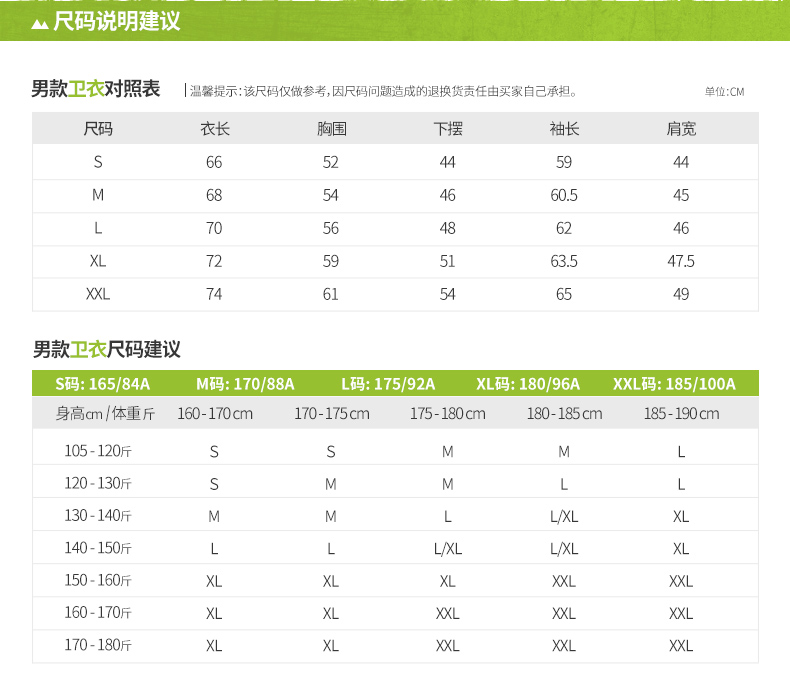 尺码说明建议
男款卫衣对照表 | 温馨提示：该尺码仅做参考，因尺码问题造成的退换货责任由买家自己承担。 单位：CM
尺码 衣长 胸围 下摆 袖长 肩宽
S 66 52 44 59 44
M 68 54 46 60.5 45
L 70 56 48 62 46
XL 72 59 51 63.5 47.5
XXL 74 61 54 65 49
男款卫衣尺码建议
S码: 165/84A M码: 170/88A L码: 175/92A XL码: 180/96A XXL码: 185/100A
身高cm/体重斤 160-170cm 170-175cm 175-180cm 180-185cm 185-190cm
105-120斤 S S M M L
120-130斤 S M M L L
130-140斤 M M L L/XL XL
140-150斤 L L L/XL L/XL XL
150-160斤 XL XL XL XXL XXL
160-170斤 XL XL XXL XXL XXL
170-180斤 XL XL XXL XXL XXL